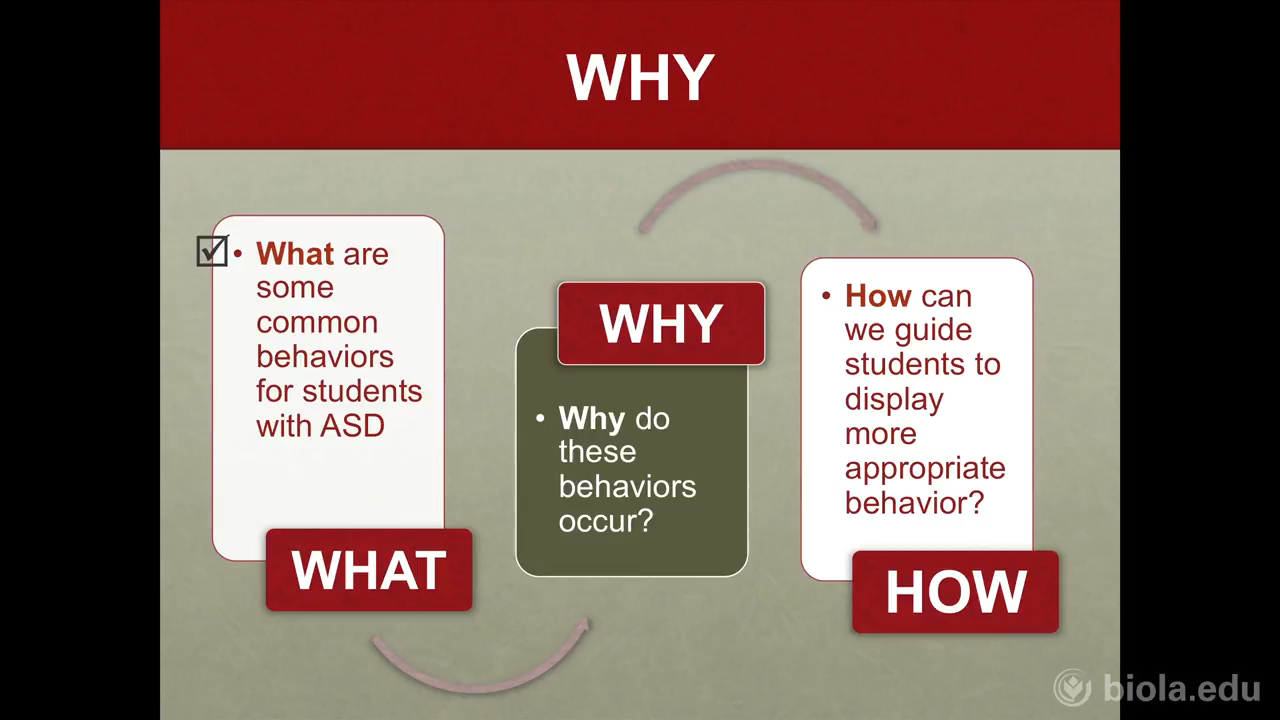 WHY
• What are
some
common
behaviors
for students
with ASD
WHAT
WHY
• Why do
these
behaviors
occur?
• How can
we guide
students to
display
more
appropriate
behavior?
HOW
biola.edu